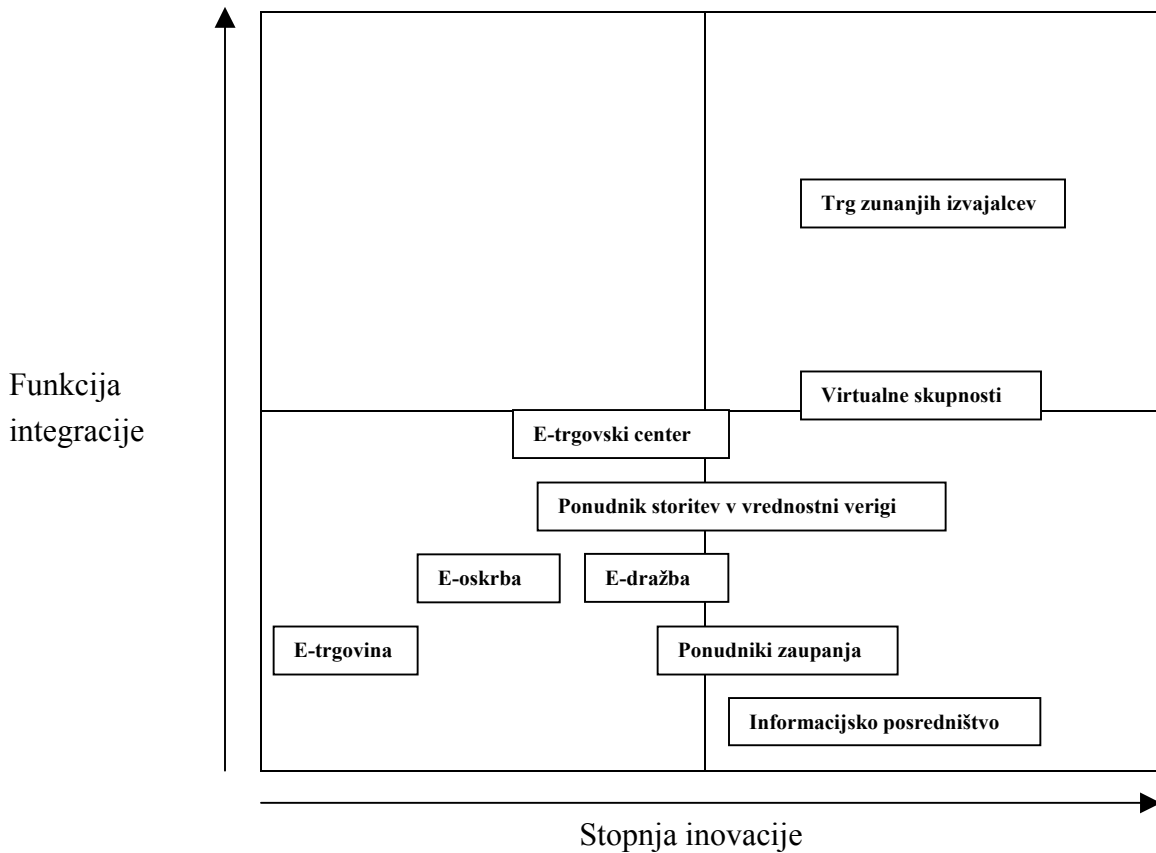 Trg zunanjih izvajalcev
Funkcija
integracije
Virtualne skupnosti
E-trgovski center
Ponudnik storitev v vrednostni verigi
E-oskrba
E-dražba
E-trgovina
Ponudniki zaupanja
Informacijsko posredništvo
Stopnja inovacije